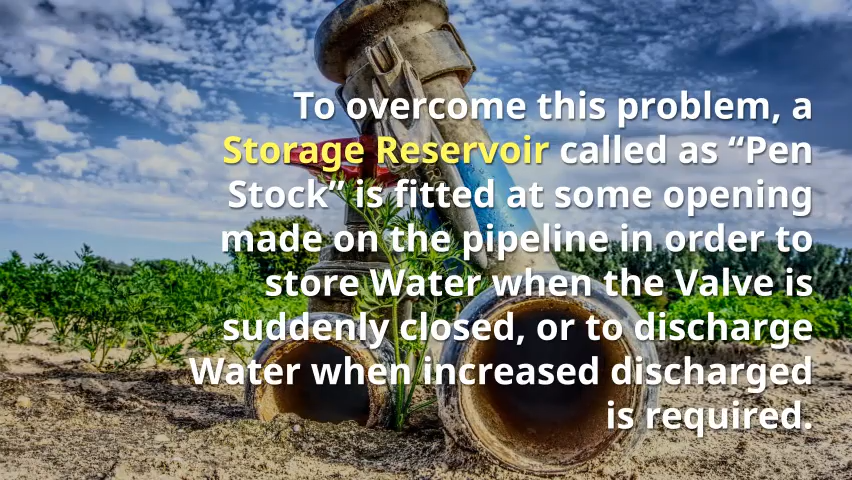 To overcome this problem, a
Storage Reservoir called as “Pen
Stock” is fitted at some opening
made on the pipeline in order to
store Water when the Valve is
suddenly closed, or to discharge
Water when increased discharged
is required.